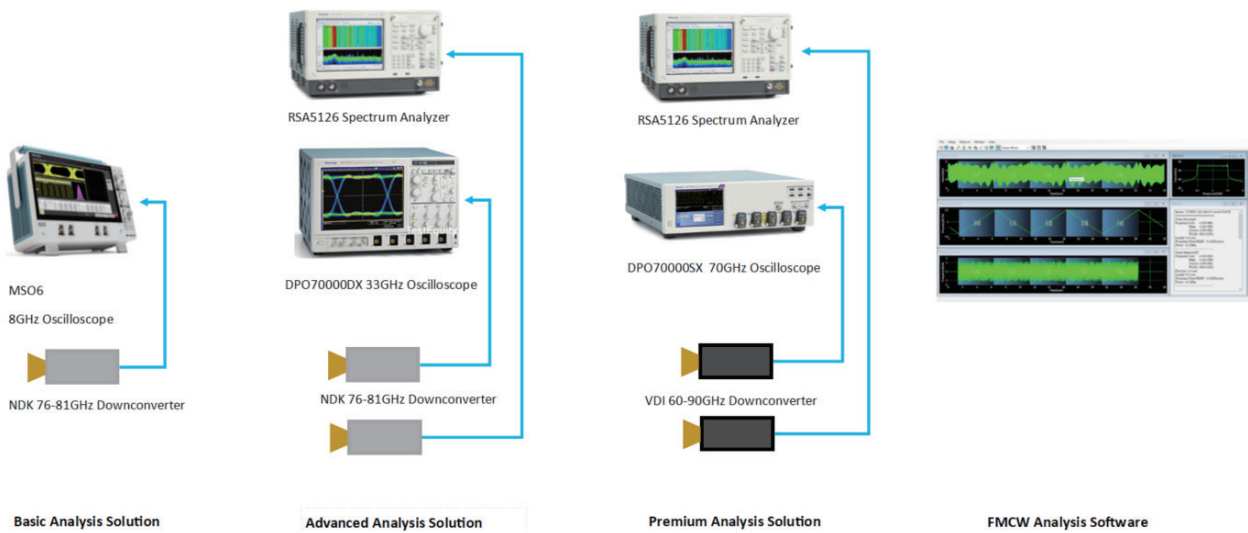 RSA5126 Spectrum Analyzer
RSA5126 Spectrum Analyzer
TestEquity
MSO6
8GHz Oscilloscope
DPO70000DX 33GHz Oscilloscope
DPO70000SX 70GHz Oscilloscope
NDK 76-81GHz Downconverter
NDK 76-81GHz Downconverter
VDI 60-90GHz Downconverter
Basic Analysis Solution
Advanced Analysis Solution
Premium Analysis Solution
FMCW Analysis Software